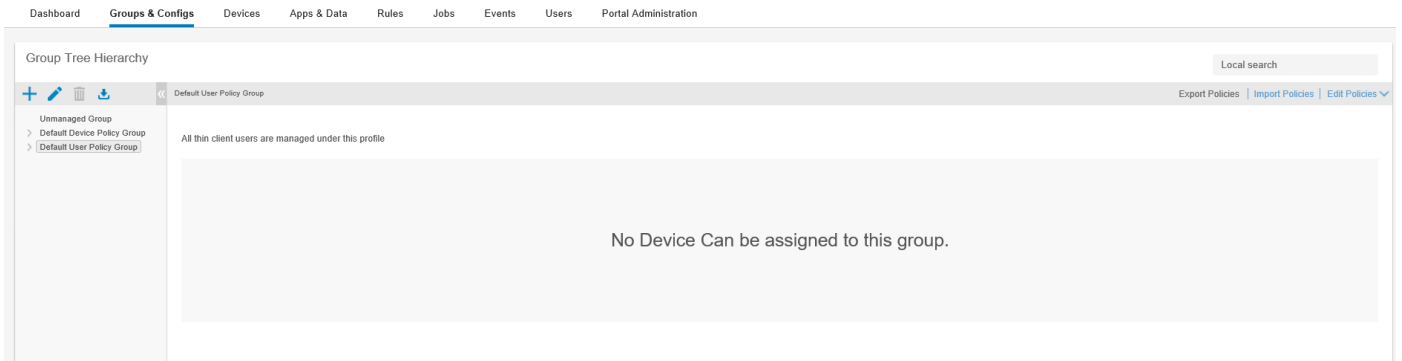 Dashboard Groups & Configs Devices Apps & Data Rules Jobs Events Users Portal Administration
Group Tree Hierarchy
Local search
Default User Policy Group
Export Policies | Import Policies | Edit Policies
Unmanaged Group
Default Device Policy Group
Default User Policy Group
All thin client users are managed under this profile
No Device Can be assigned to this group.